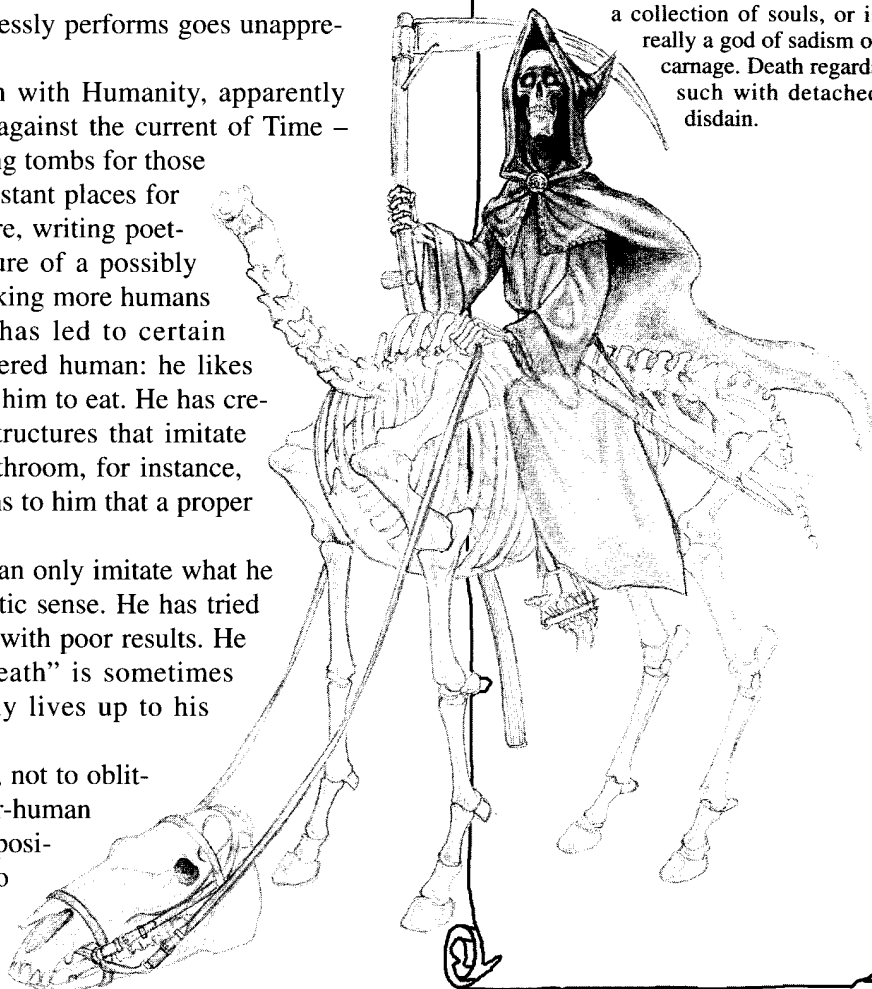 essly performs goes unappre-
n with Humanity, apparently
against the current of Time –
ng tombs for those
stant places for
re, writing poet-
ure of a possibly
king more humans
has led to certain
ered human: he likes
him to eat. He has cre-
tructures that imitate
throom, for instance,
ns to him that a proper
an only imitate what he
tic sense. He has tried
with poor results. He
eath” is sometimes
y lives up to his
, not to oblit-
r-human
posi-
o
a collection of souls, or i
really a god of sadism o
carnage. Death regard
such with detached
disdain.